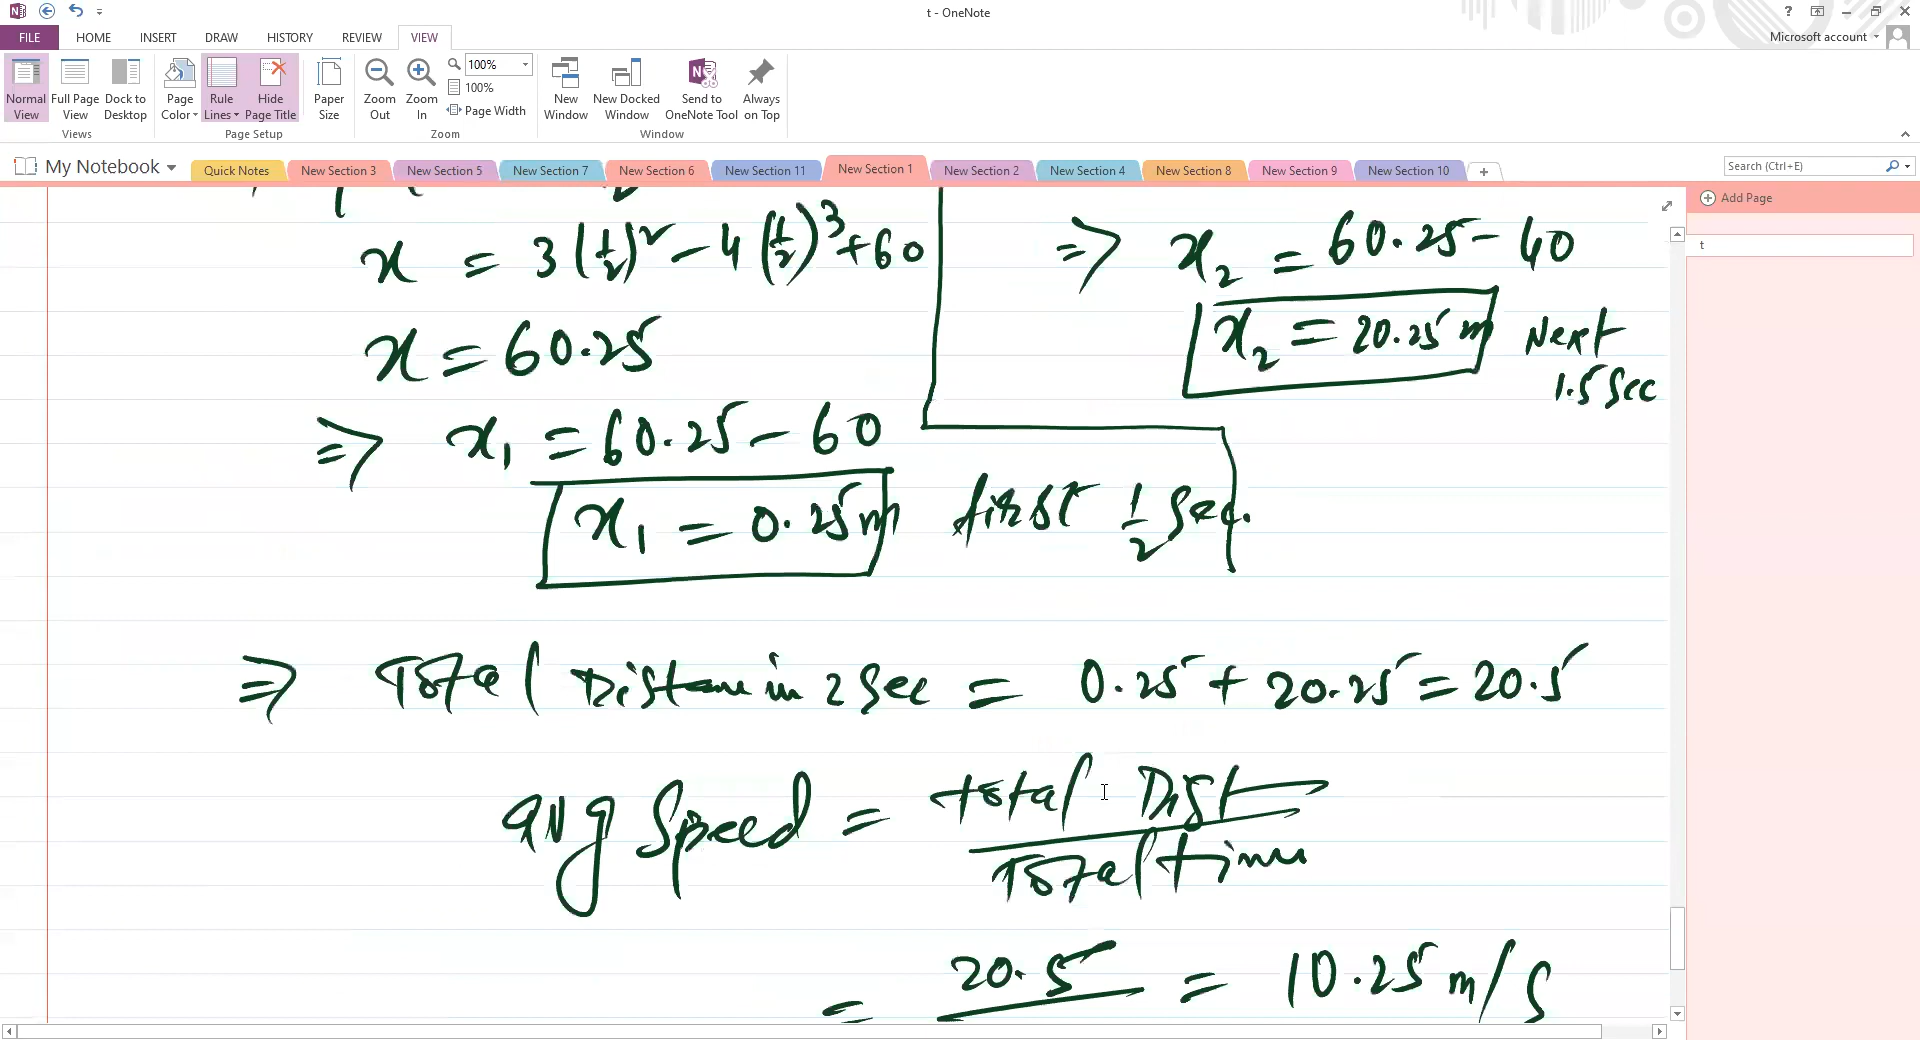 t - OneNote
FILE HOME INSERT DRAW HISTORY REVIEW VIEW
Microsoft account
Normal View
Full Page View
Dock to Desktop
Page Color
Rule Lines
Hide Page Title
Paper Size
Zoom Out
Zoom In
100%
100%
Page Width
New Window
New Docked Window
Send to OneNote Tool
Always on Top
Views Page Setup Zoom Window
My Notebook
Quick Notes New Section 3 New Section 5 New Section 7 New Section 6 New Section 11 New Section 1 New Section 2 New Section 4 New Section 8 New Section 9 New Section 10
Search (Ctrl+E)
Add Page
t
x = 3(1/2)² - 4(1/2)³ + 60
x = 60.25
⇒ x₁ = 60.25 - 60
x₁ = 0.25 m first 1/2 Sec.
⇒ x₂ = 60.25 - 40
x₂ = 20.25 m Next
1.5 Sec
⇒ Total Distance in 2 Sec = 0.25 + 20.25 = 20.5
avg Speed = total Dist
Total time
= 20.5 = 10.25 m/s